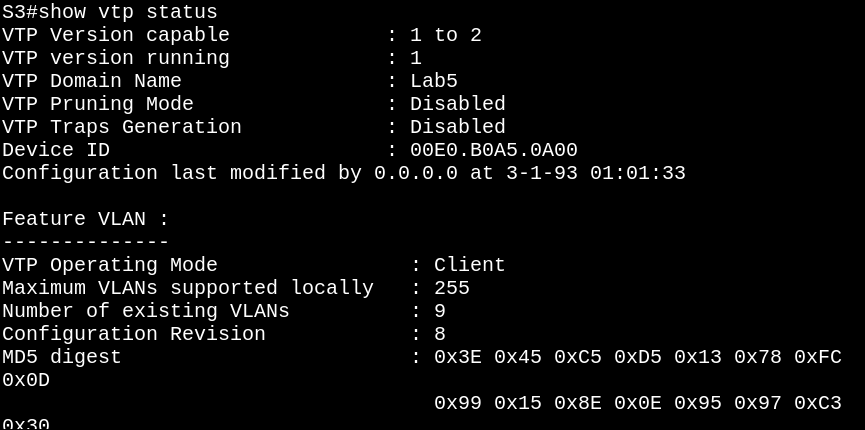 S3#show vtp status
VTP Version capable             : 1 to 2
VTP version running             : 1
VTP Domain Name                 : Lab5
VTP Pruning Mode                : Disabled
VTP Traps Generation            : Disabled
Device ID                       : 00E0.B0A5.0A00
Configuration last modified by 0.0.0.0 at 3-1-93 01:01:33
Feature VLAN :
--------------
VTP Operating Mode                : Client
Maximum VLANs supported locally   : 255
Number of existing VLANs          : 9
Configuration Revision            : 8
MD5 digest                        : 0x3E 0x45 0xC5 0xD5 0x13 0x78 0xFC
0x0D
                                    0x99 0x15 0x8E 0x0E 0x95 0x97 0xC3
0x30